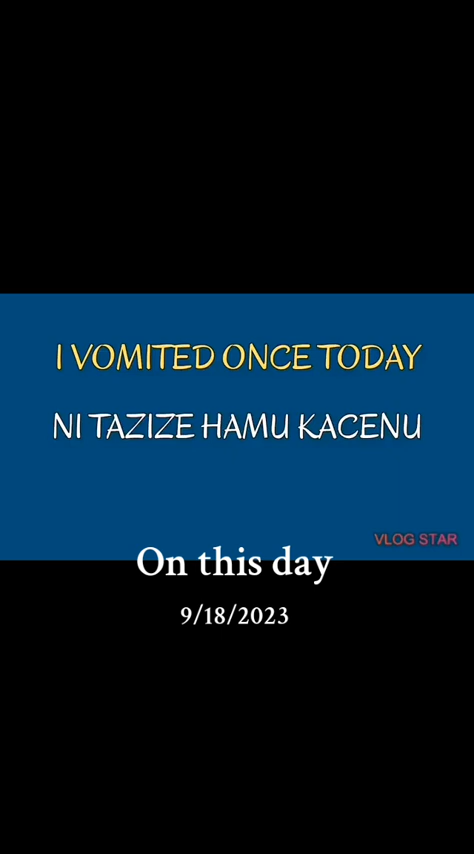 I VOMITED ONCE TODAY
NI TAZIZE HAMU KACENU
VLOG STAR
On this day
9/18/2023